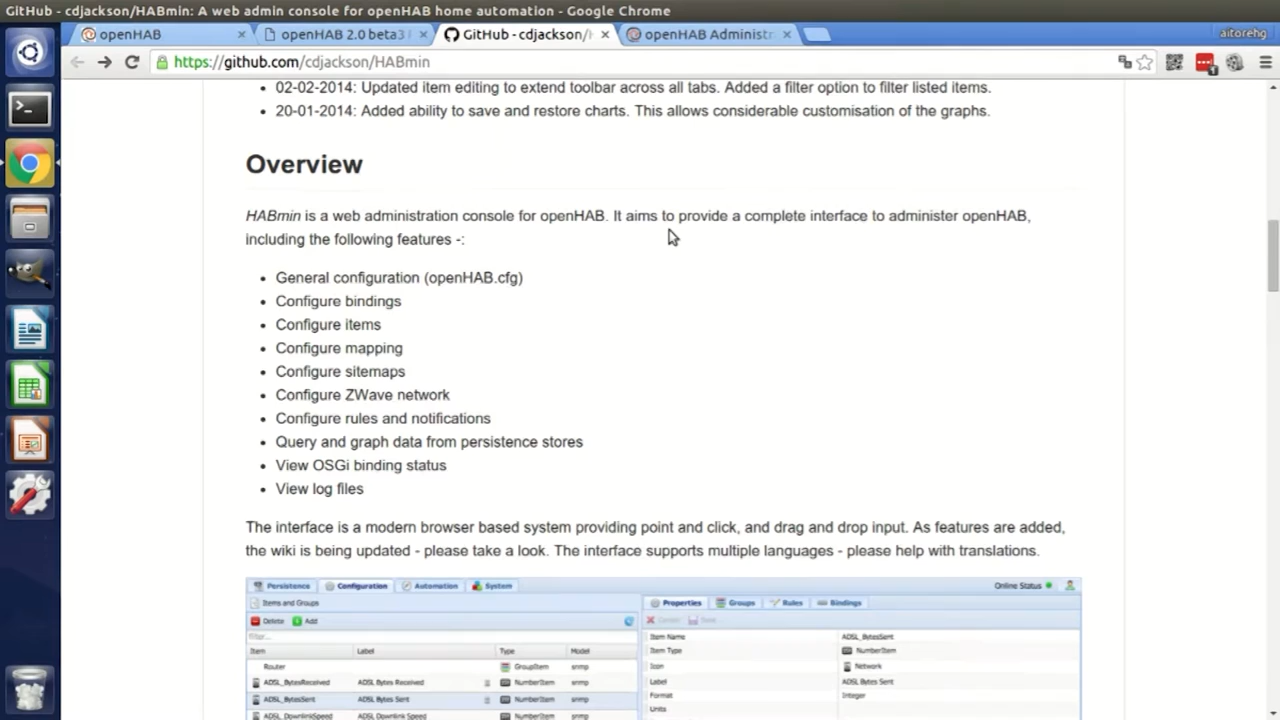 GitHub - cdjackson/HABmin: A web admin console for openHAB home automation - Google Chrome
openHAB
openHAB 2.0 beta3
GitHub - cdjackson/H
openHAB Administr
aitorehg
https://github.com/cdjackson/HABmin
02-02-2014: Updated item editing to extend toolbar across all tabs. Added a filter option to filter listed items.
20-01-2014: Added ability to save and restore charts. This allows considerable customisation of the graphs.
Overview
HABmin is a web administration console for openHAB. It aims to provide a complete interface to administer openHAB,
including the following features -:
General configuration (openHAB.cfg)
Configure bindings
Configure items
Configure mapping
Configure sitemaps
Configure ZWave network
Configure rules and notifications
Query and graph data from persistence stores
View OSGi binding status
View log files
The interface is a modern browser based system providing point and click, and drag and drop input. As features are added,
the wiki is being updated - please take a look. The interface supports multiple languages - please help with translations.
Persistence Configuration Automation System Online Status
Items and Groups
Properties Groups Rules Bindings
Delete Add
Cancel Save
Filter...
Item Name ADSL_BytesSent
Item Label Type Model
Item Type NumberItem
Router GroupItem snmp
Icon Network
ADSL_BytesReceived ADSL Bytes Received NumberItem snmp
Label ADSL Bytes Sent
ADSL_BytesSent ADSL Bytes Sent NumberItem snmp
Format Integer
Units
ADSL_DownlinkSpeed ADSL Downlink Speed NumberItem snmp